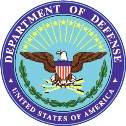 DEPARTMENT OF DEFENSE
UNITED STATES OF AMERICA